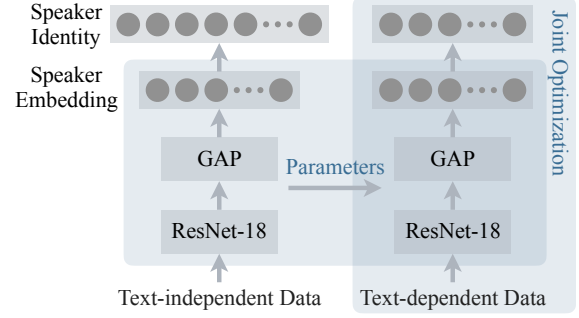 Speaker
Identity
Speaker
Embedding
GAP
Parameters
GAP
ResNet-18
ResNet-18
Text-independent Data
Text-dependent Data
Joint Optimization